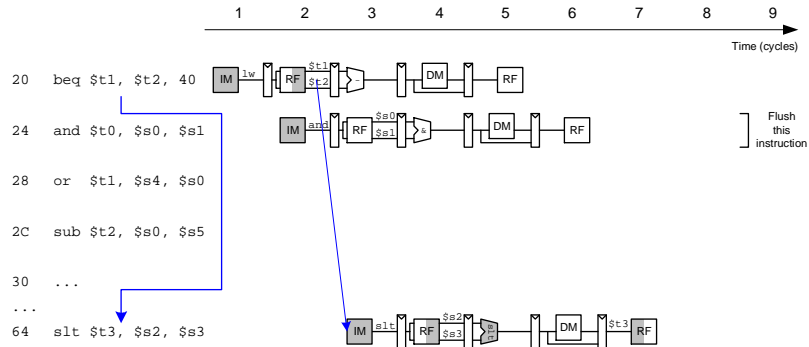 1 2 3 4 5 6 7 8 9
Time (cycles)
20 beq $t1, $t2, 40 IM lw RF $t1 $t2 - DM RF
24 and $t0, $s0, $s1 IM and RF $s0 $s1 & DM RF
Flush
this
instruction
28 or $t1, $s4, $s0
2C sub $t2, $s0, $s5
30 ...
...
64 slt $t3, $s2, $s3 IM slt RF $s2 $s3 slt DM $t3 RF